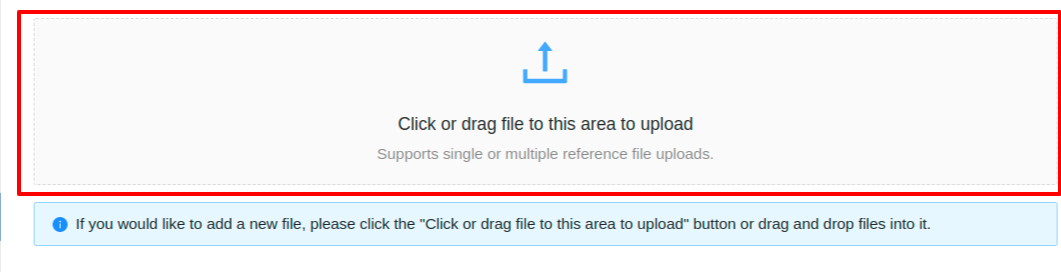 Click or drag file to this area to upload
Supports single or multiple reference file uploads.
If you would like to add a new file, please click the "Click or drag file to this area to upload" button or drag and drop files into it.